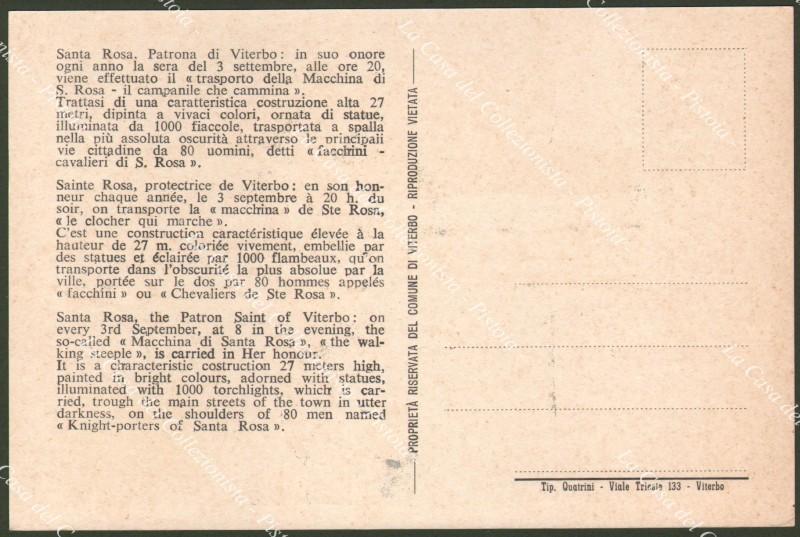 Santa Rosa, Patrona di Viterbo: in suo onore
ogni anno la sera del 3 settembre, alle ore 20,
viene effettuato il « trasporto della Macchina di
S. Rosa - il campanile che cammina ».
Trattasi di una caratteristica costruzione alta 27
metri, dipinta a vivaci colori, ornata di statue,
illuminata da 1000 fiaccole, trasportata a spalla
nella più assoluta oscurità attraverso le principali
vie cittadine da 80 uomini, detti « facchini -
cavalieri di S. Rosa ».
Sainte Rosa, protectrice de Viterbo: en son hon-
neur chaque année, le 3 septembre à 20 h. du
soir, on transporte la « macchina » de Ste Rosa,
« le clocher qui marche ».
C'est une construction caractéristique élevée à la
hauteur de 27 m. coloriée vivement, embellie par
des statues et éclairée par 1000 flambeaux, qu'on
transporte dans l'obscurité la plus absolue par la
ville, portée sur le dos par 80 hommes appelés
« facchini » ou « Chevaliers de Ste Rosa ».
Santa Rosa, the Patron Saint of Viterbo: on
every 3rd September, at 8 in the evening, the
so-called « Macchina di Santa Rosa », « the wal-
king steeple », is carried in Her honour.
It is a characteristic costruction 27 meters high,
painted in bright colours, adorned with statues,
illuminated with 1000 torchlights, which is car-
ried, trough the main streets of the town in utter
darkness, on the shoulders of 80 men named
« Knight-porters of Santa Rosa ».
PROPRIETÀ RISERVATA DEL COMUNE DI VITERBO - RIPRODUZIONE VIETATA
Tip. Quatrini - Viale Trieste 133 - Viterbo
La Casa del Collezionista - Pistoia